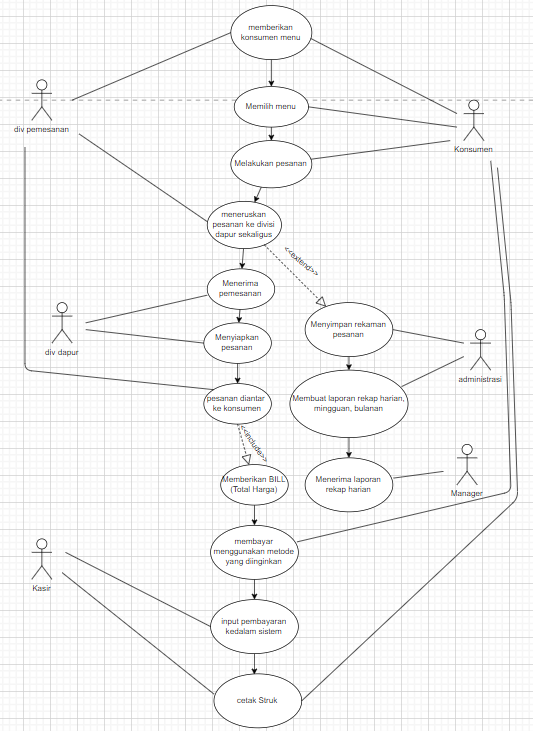 memberikan
konsumen menu
Memilih menu
div pemesanan
Konsumen
Melakukan pesanan
meneruskan
pesanan ke divisi
dapur sekaligus
<<extend>>
Menerima
pemesanan
Menyimpan rekaman
pesanan
Menyiapkan
pesanan
div dapur
administrasi
pesanan diantar
ke konsumen
Membuat laporan rekap harian,
mingguan, bulanan
<<include>>
Memberikan BILL
(Total Harga)
Menerima laporan
rekap harian
Manager
membayar
menggunakan metode
yang diinginkan
Kasir
input pembayaran
kedalam sistem
cetak Struk